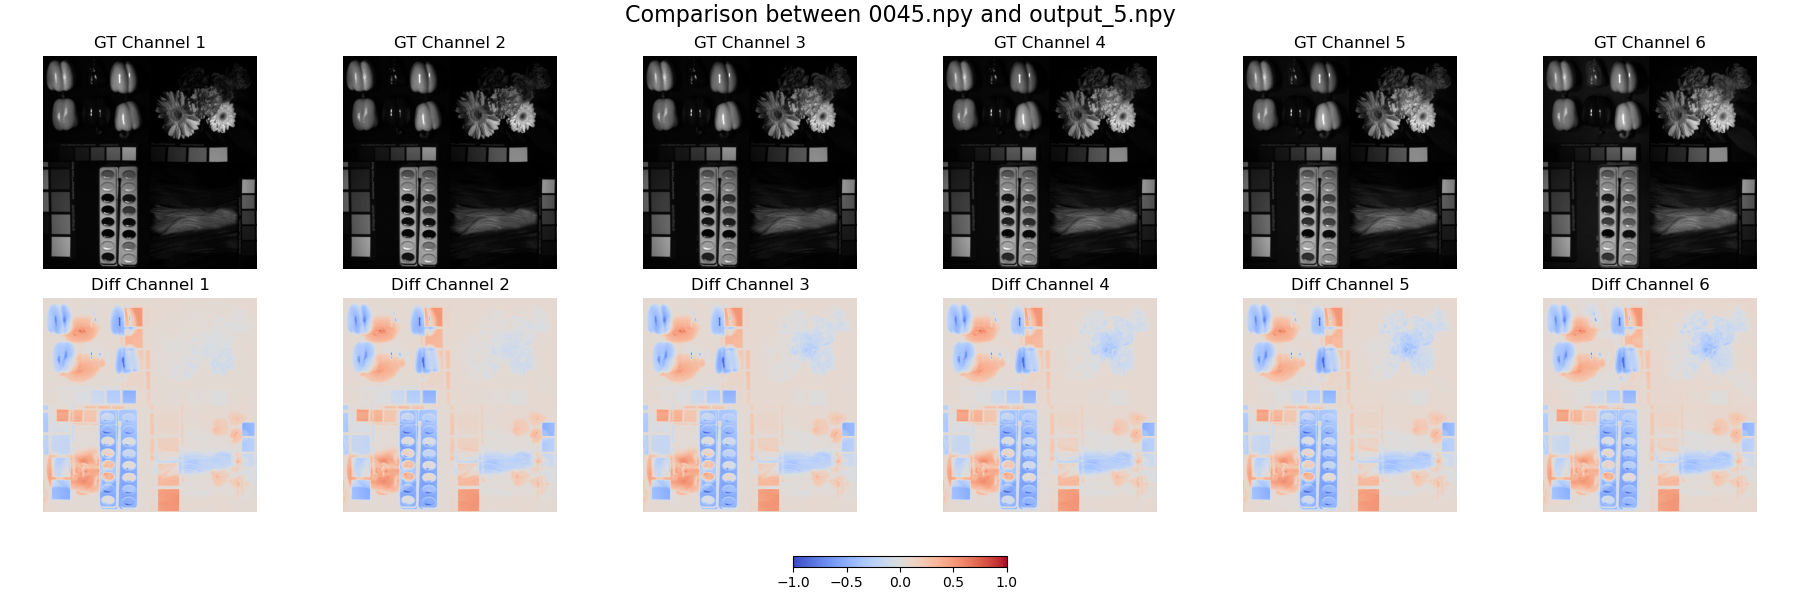 Comparison between 0045.npy and output_5.npy
GT Channel 1
GT Channel 2
GT Channel 3
GT Channel 4
GT Channel 5
GT Channel 6
Diff Channel 1
Diff Channel 2
Diff Channel 3
Diff Channel 4
Diff Channel 5
Diff Channel 6
−1.0 −0.5 0.0 0.5 1.0